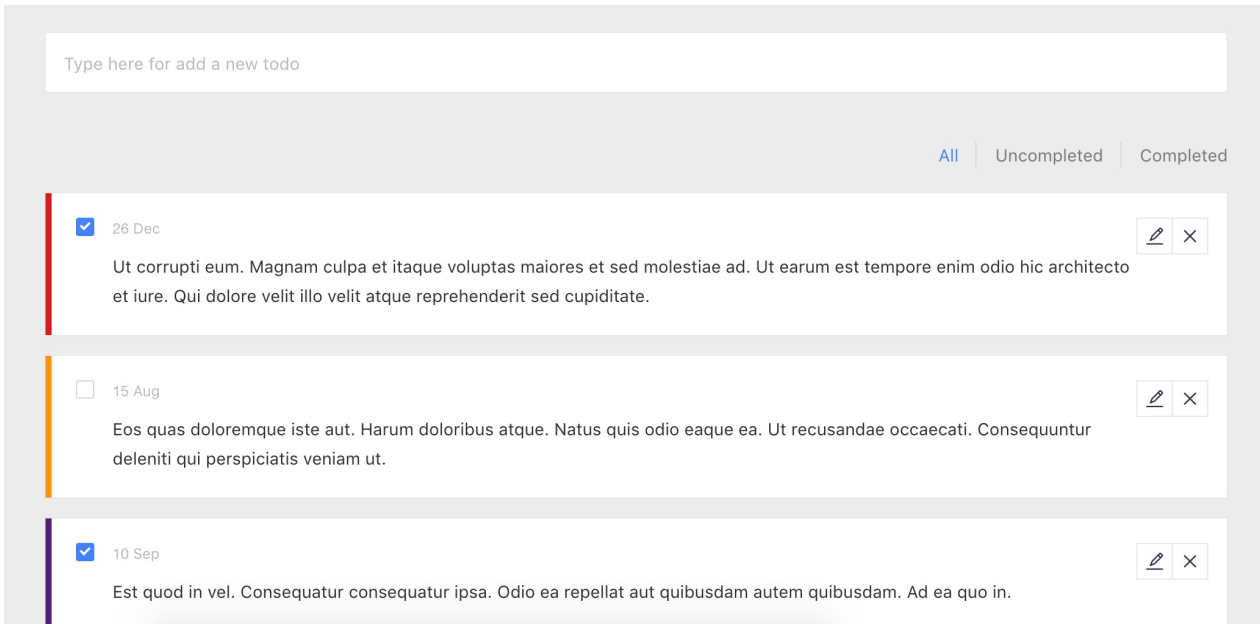 Type here for add a new todo
All
Uncompleted
Completed
26 Dec
Ut corrupti eum. Magnam culpa et itaque voluptas maiores et sed molestiae ad. Ut earum est tempore enim odio hic architecto
et iure. Qui dolore velit illo velit atque reprehenderit sed cupiditate.
15 Aug
Eos quas doloremque iste aut. Harum doloribus atque. Natus quis odio eaque ea. Ut recusandae occaecati. Consequuntur
deleniti qui perspiciatis veniam ut.
10 Sep
Est quod in vel. Consequatur consequatur ipsa. Odio ea repellat aut quibusdam autem quibusdam. Ad ea quo in.